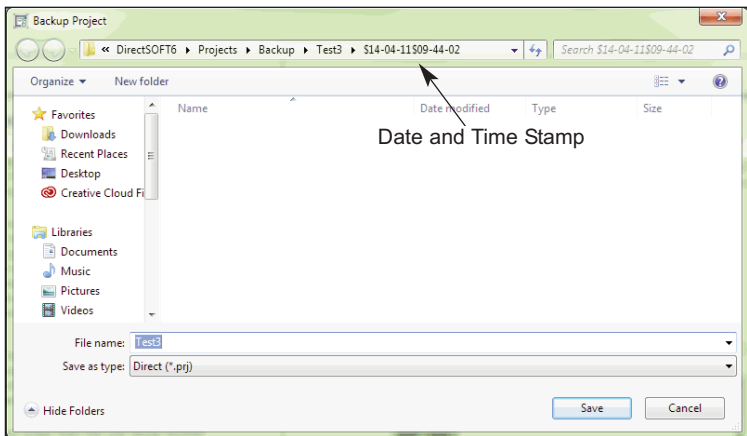 Backup Project
« DirectSOFT6 ▸ Projects ▸ Backup ▸ Test3 ▸ $14-04-11$09-44-02
Search $14-04-11$09-44-02
Organize ▾ New folder
Name Date modified Type Size
Date and Time Stamp
Favorites
Downloads
Recent Places
Desktop
Creative Cloud Fi
Libraries
Documents
Music
Pictures
Videos
File name: Test3
Save as type: Direct (*.prj)
Hide Folders Save Cancel